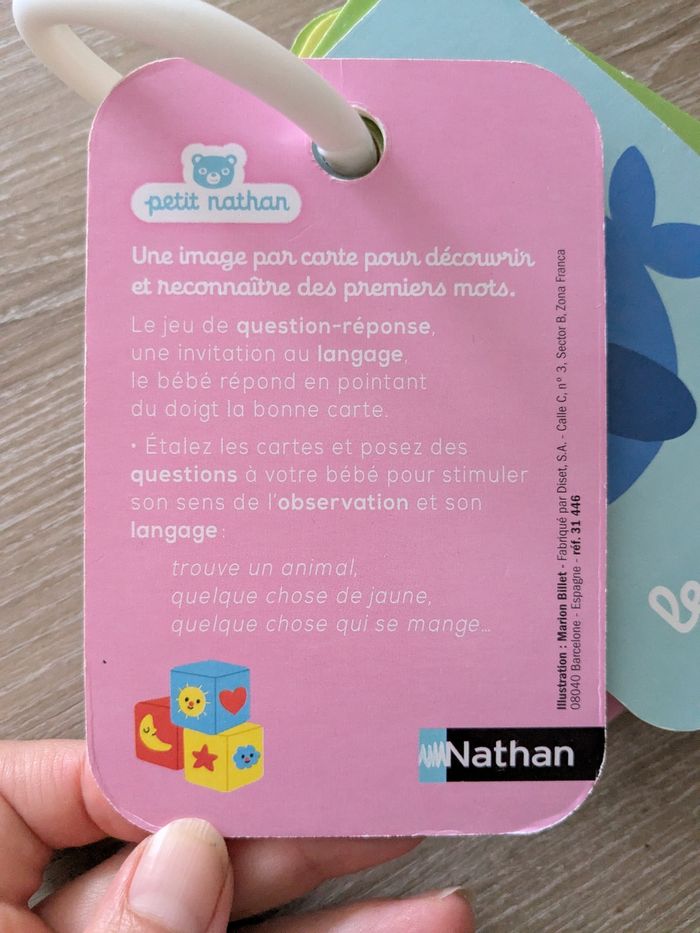 petit nathan
Une image par carte pour découvrir
et reconnaître des premiers mots.
Le jeu de question-réponse,
une invitation au langage,
le bébé répond en pointant
du doigt la bonne carte.
• Étalez les cartes et posez des
questions à votre bébé pour stimuler
son sens de l'observation et son
langage :
trouve un animal,
quelque chose de jaune,
quelque chose qui se mange...
Nathan
Illustration : Marion Billet - Fabriqué par Diset, S.A. - Calle C, n° 3, Sector B, Zona Franca
08040 Barcelone - Espagne - réf. 31 446